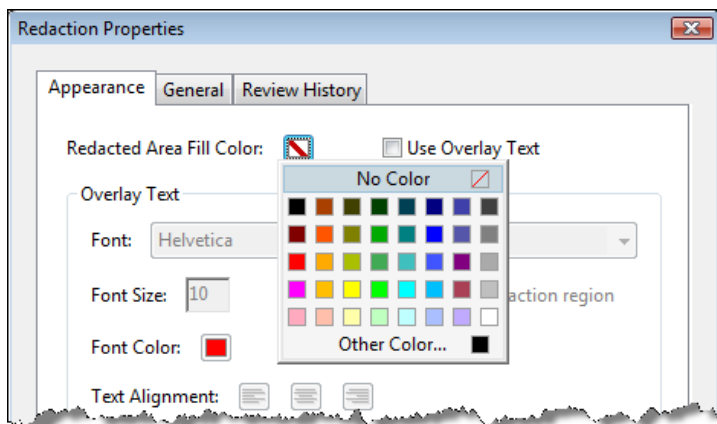 Redaction Properties
Appearance General Review History
Redacted Area Fill Color: Use Overlay Text
No Color
Overlay Text
Font: Helvetica
Font Size: 10 action region
Font Color:
Other Color...
Text Alignment: